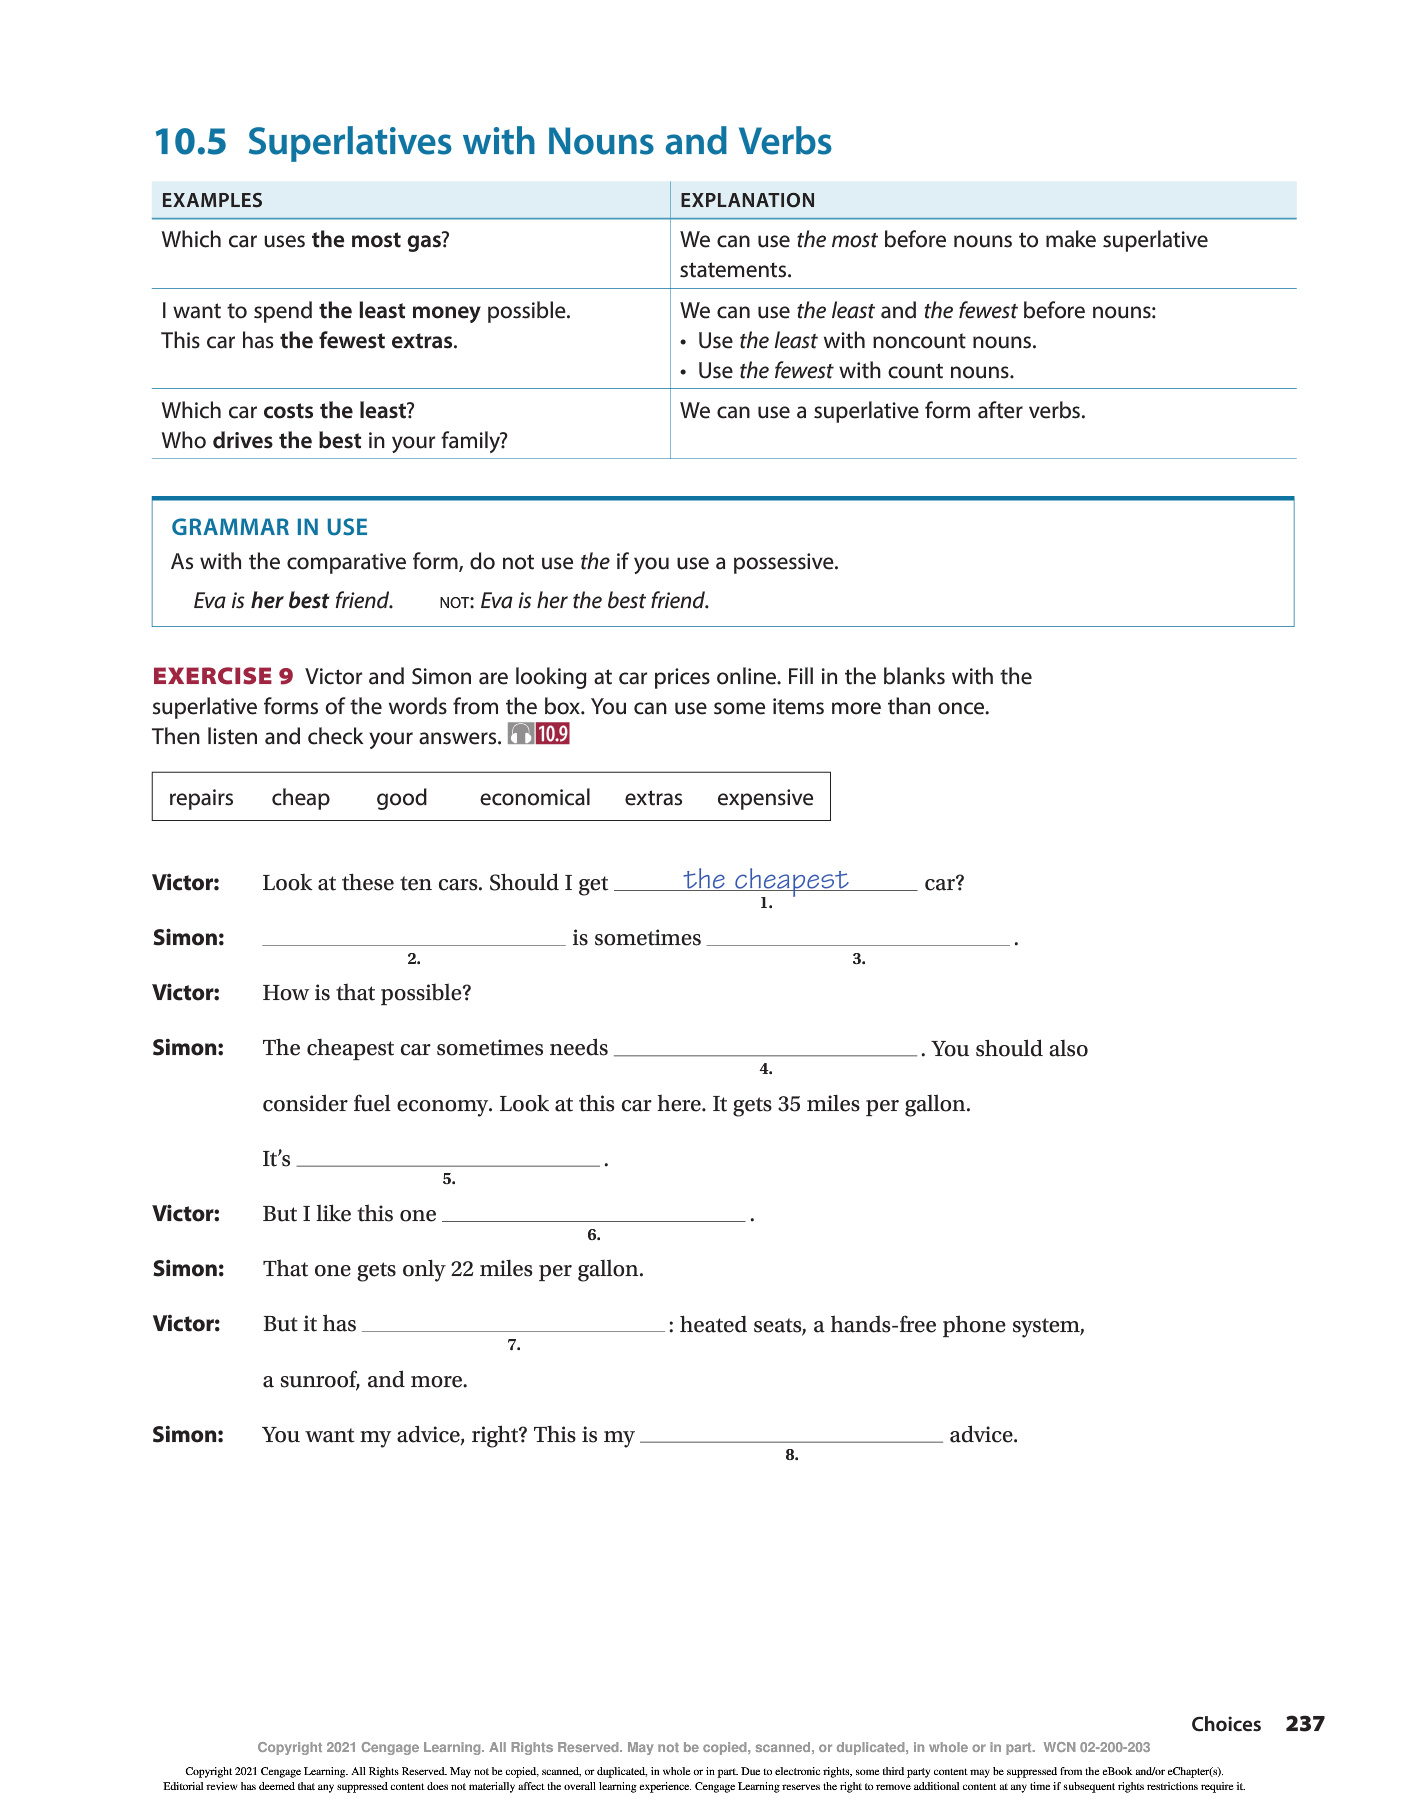 10.5 Superlatives with Nouns and Verbs
EXAMPLES EXPLANATION
Which car uses the most gas? We can use the most before nouns to make superlative
statements.
I want to spend the least money possible. We can use the least and the fewest before nouns:
This car has the fewest extras. • Use the least with noncount nouns.
• Use the fewest with count nouns.
Which car costs the least? We can use a superlative form after verbs.
Who drives the best in your family?
GRAMMAR IN USE
As with the comparative form, do not use the if you use a possessive.
Eva is her best friend. NOT: Eva is her the best friend.
EXERCISE 9 Victor and Simon are looking at car prices online. Fill in the blanks with the
superlative forms of the words from the box. You can use some items more than once.
Then listen and check your answers. 10.9
repairs cheap good economical extras expensive
Victor: Look at these ten cars. Should I get the cheapest car?
1.
Simon: ____ is sometimes ____.
2. 3.
Victor: How is that possible?
Simon: The cheapest car sometimes needs ____. You should also
4.
consider fuel economy. Look at this car here. It gets 35 miles per gallon.
It's ____.
5.
Victor: But I like this one ____.
6.
Simon: That one gets only 22 miles per gallon.
Victor: But it has ____: heated seats, a hands-free phone system,
7.
a sunroof, and more.
Simon: You want my advice, right? This is my ____ advice.
8.
Choices 237
Copyright 2021 Cengage Learning. All Rights Reserved. May not be copied, scanned, or duplicated, in whole or in part. WCN 02-200-203
Copyright 2021 Cengage Learning. All Rights Reserved. May not be copied, scanned, or duplicated, in whole or in part. Due to electronic rights, some third party content may be suppressed from the eBook and/or eChapter(s).
Editorial review has deemed that any suppressed content does not materially affect the overall learning experience. Cengage Learning reserves the right to remove additional content at any time if subsequent rights restrictions require it.